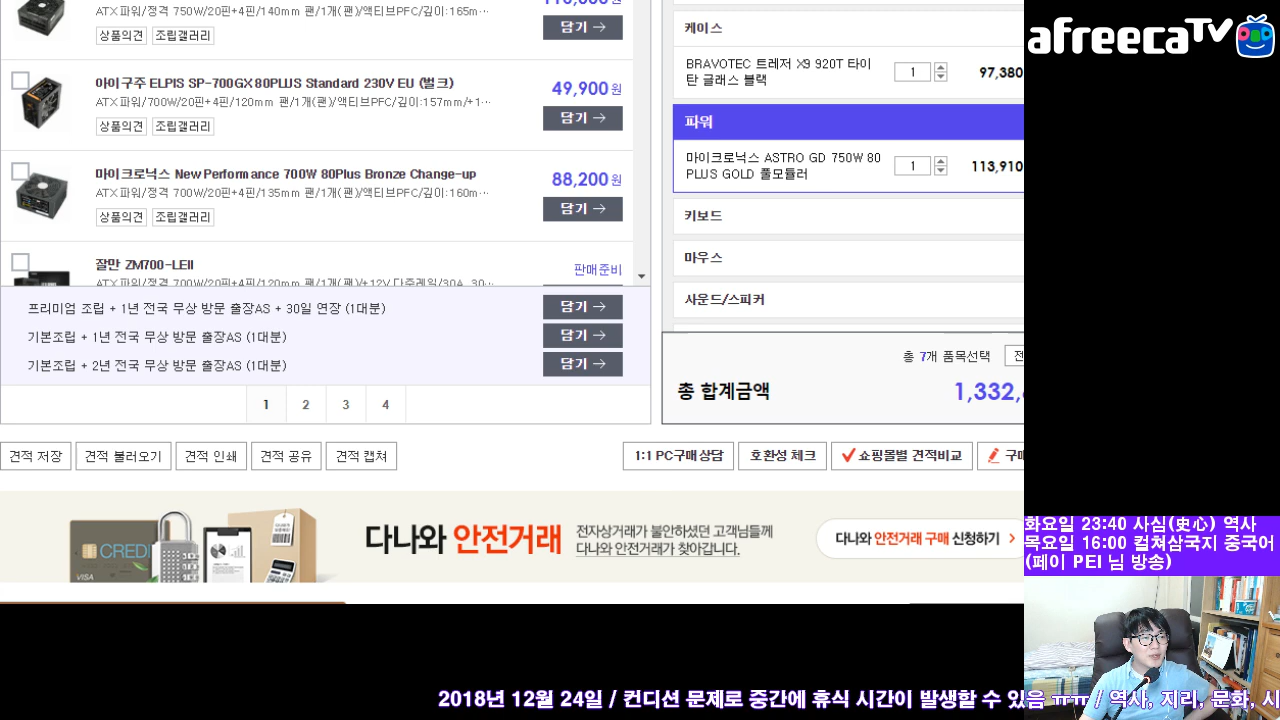 ATX파워/정격 750W/20핀+4핀/140mm 팬/1개(팬)/액티브PFC/깊이:165m…
담기 →
상품의견 조립갤러리
아이구주 ELPIS SP-700GX 80PLUS Standard 230V EU (벌크)
49,900원
ATX파워/700W/20핀+4핀/120mm 팬/1개(팬)/액티브PFC/깊이:157mm/+1…
담기 →
상품의견 조립갤러리
마이크로닉스 New Performance 700W 80Plus Bronze Change-up
88,200원
ATX파워/정격 700W/20핀+4핀/135mm 팬/1개(팬)/액티브PFC/깊이:160m…
담기 →
상품의견 조립갤러리
잘만 ZM700-LEII
판매준비
ATX파워/정격 700W/20핀+4핀/120mm 팬/1개(팬)/+12V 다중레일/30A, 30…
프리미엄 조립 + 1년 전국 무상 방문 출장AS + 30일 연장 (1대분)
담기 →
기본조립 + 1년 전국 무상 방문 출장AS (1대분)
담기 →
기본조립 + 2년 전국 무상 방문 출장AS (1대분)
담기 →
1 2 3 4
케이스
BRAVOTEC 트레저 X9 920T 타이
탄 글래스 블랙
1
97,380
파워
마이크로닉스 ASTRO GD 750W 80
PLUS GOLD 풀모듈러
1
113,910
키보드
마우스
사운드/스피커
총 7개 품목선택
전
총 합계금액
1,332,
견적 저장 견적 불러오기 견적 인쇄 견적 공유 견적 캡쳐
1:1 PC구매상담 호환성 체크 쇼핑몰별 견적비교 구매
CREDI
VISA
다나와 안전거래
전자상거래가 불안하셨던 고객님들께
다나와 안전거래가 찾아갑니다.
다나와 안전거래 구매 신청하기 >
afreecaTV
화요일 23:40 사심(史心) 역사
목요일 16:00 컬쳐삼국지 중국어
(페이 PEI 님 방송)
2018년 12월 24일 / 컨디션 문제로 중간에 휴식 시간이 발생할 수 있음 ㅠㅠ / 역사, 지리, 문화, 시